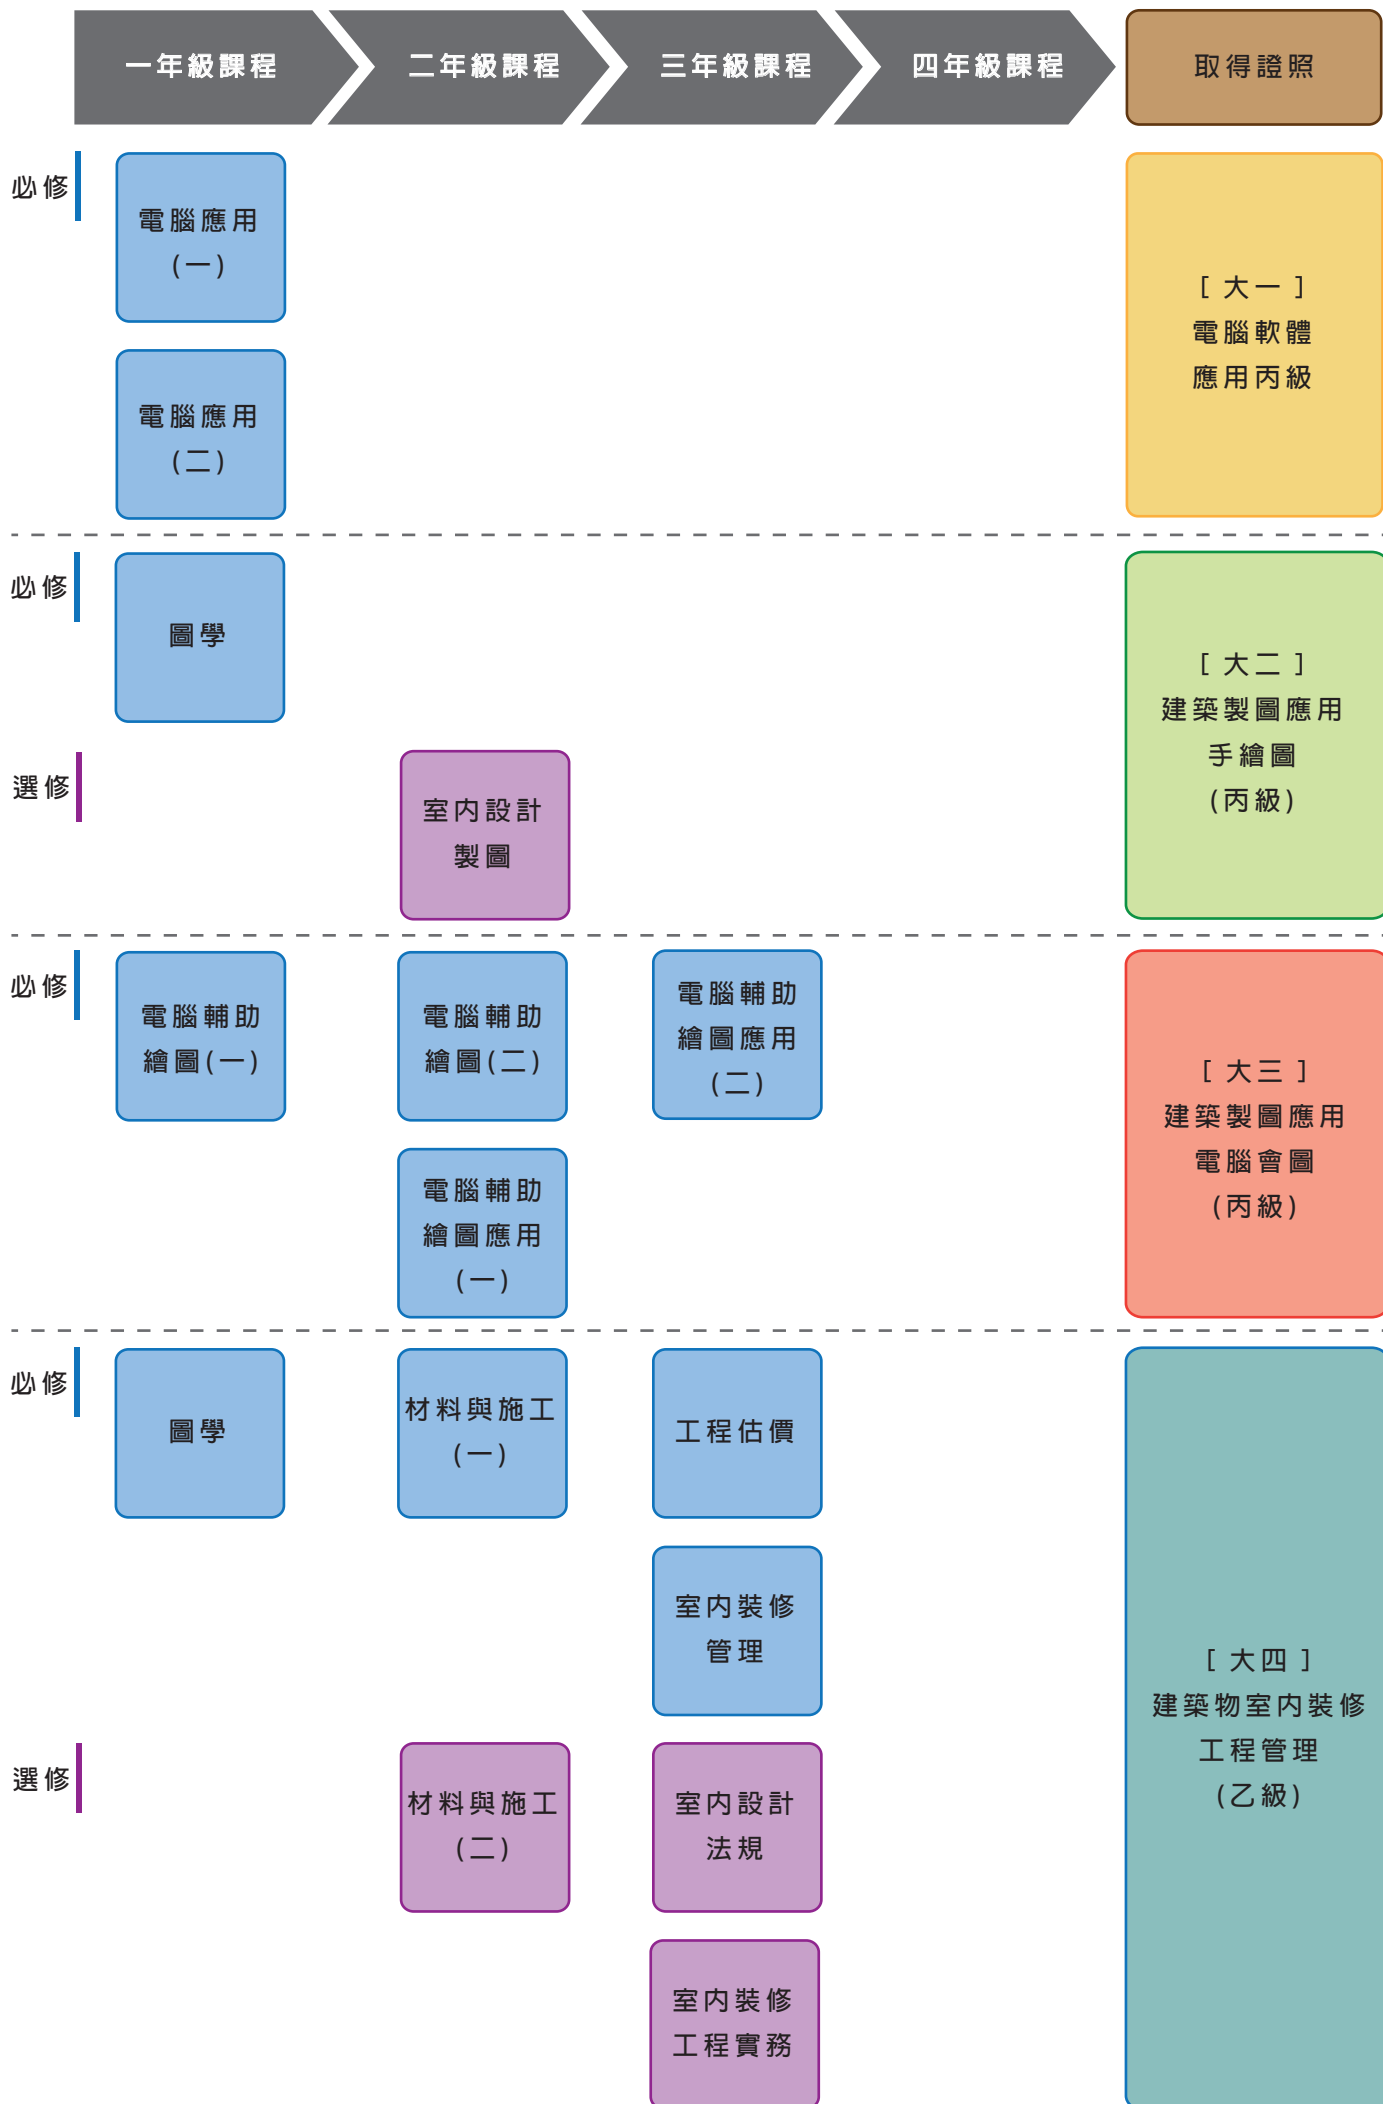 一年級課程
二年級課程
三年級課程
四年級課程
取得證照
必修
電腦應用
(一)
電腦應用
(二)
[ 大一 ]
電腦軟體
應用丙級
必修
圖學
選修
室內設計
製圖
[ 大二 ]
建築製圖應用
手繪圖
(丙級)
必修
電腦輔助
繪圖(一)
電腦輔助
繪圖(二)
電腦輔助
繪圖應用
(二)
電腦輔助
繪圖應用
(一)
[ 大三 ]
建築製圖應用
電腦會圖
(丙級)
必修
圖學
材料與施工
(一)
工程估價
室內裝修
管理
選修
材料與施工
(二)
室內設計
法規
室內裝修
工程實務
[ 大四 ]
建築物室內裝修
工程管理
(乙級)